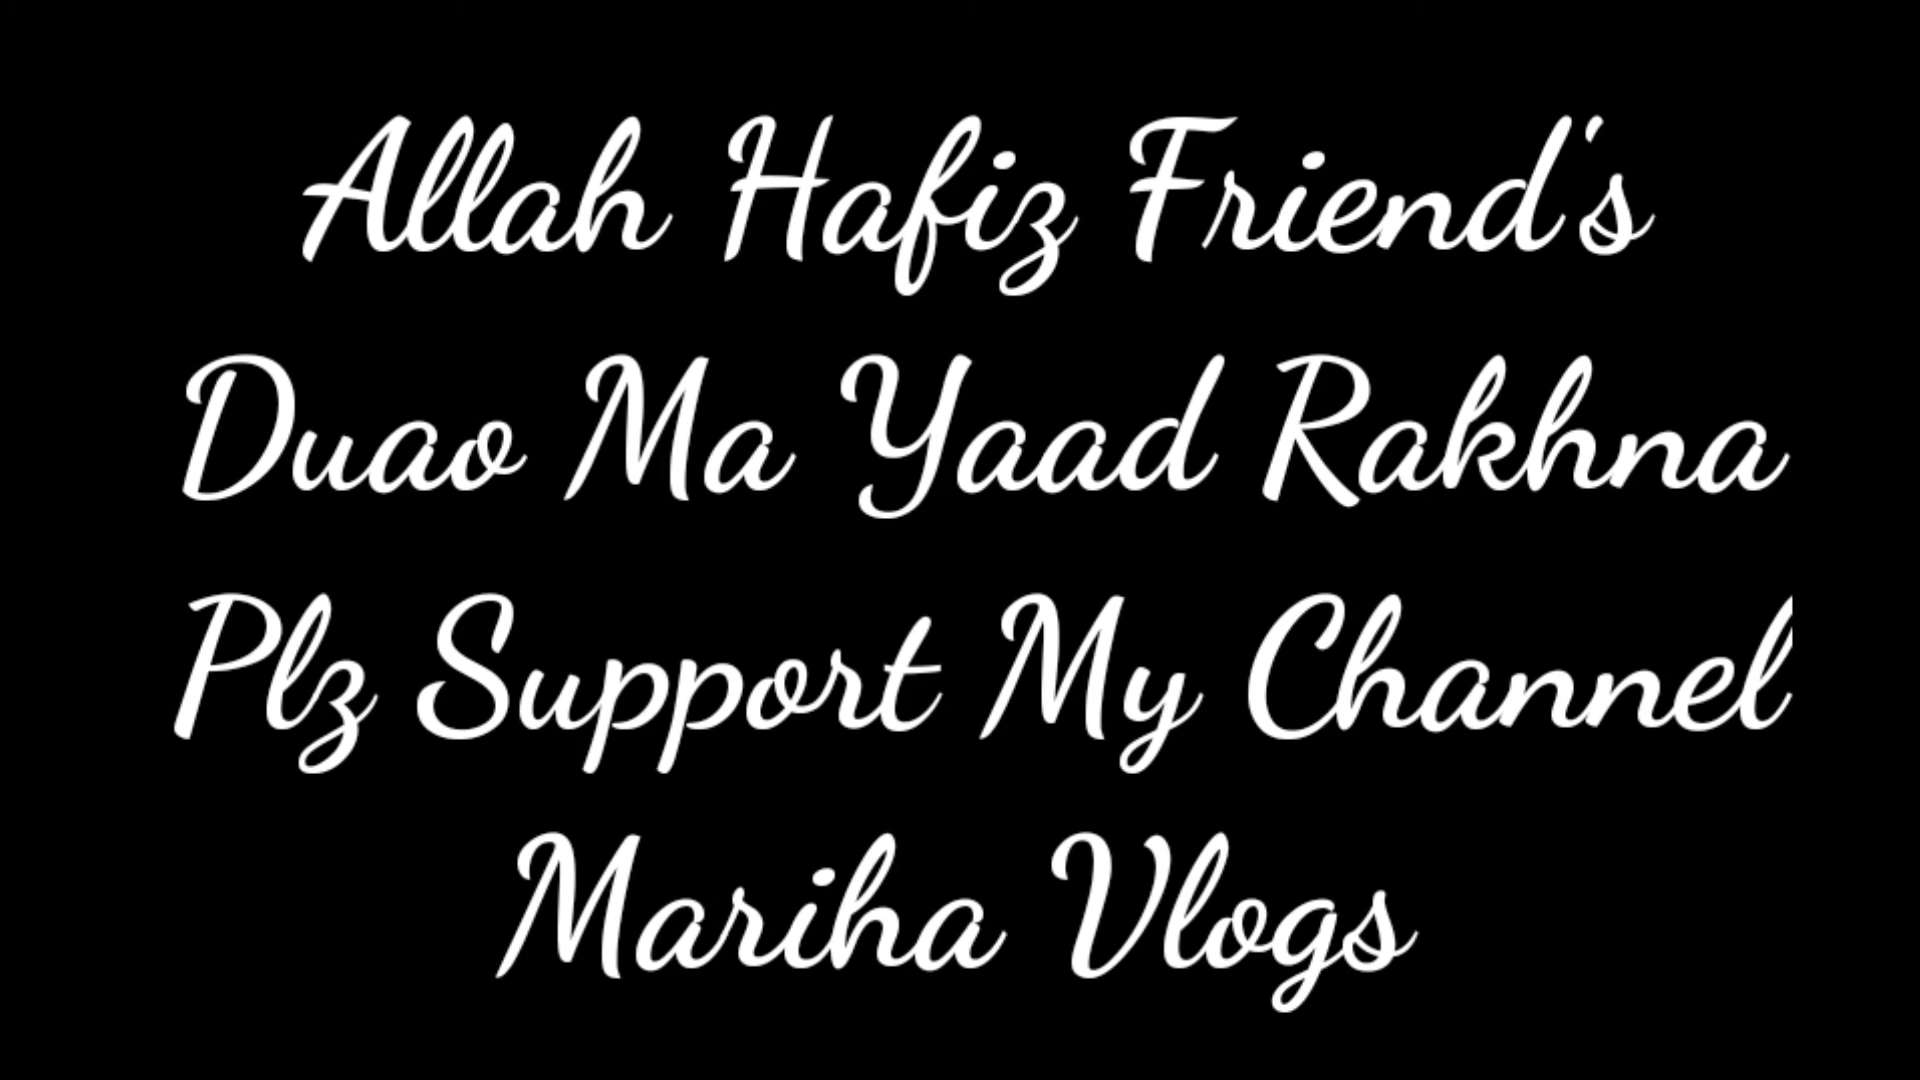 Allah Hafiz Friend's
Duao Ma Yaad Rakhna
Plz Support My Channel
Mariha Vlogs